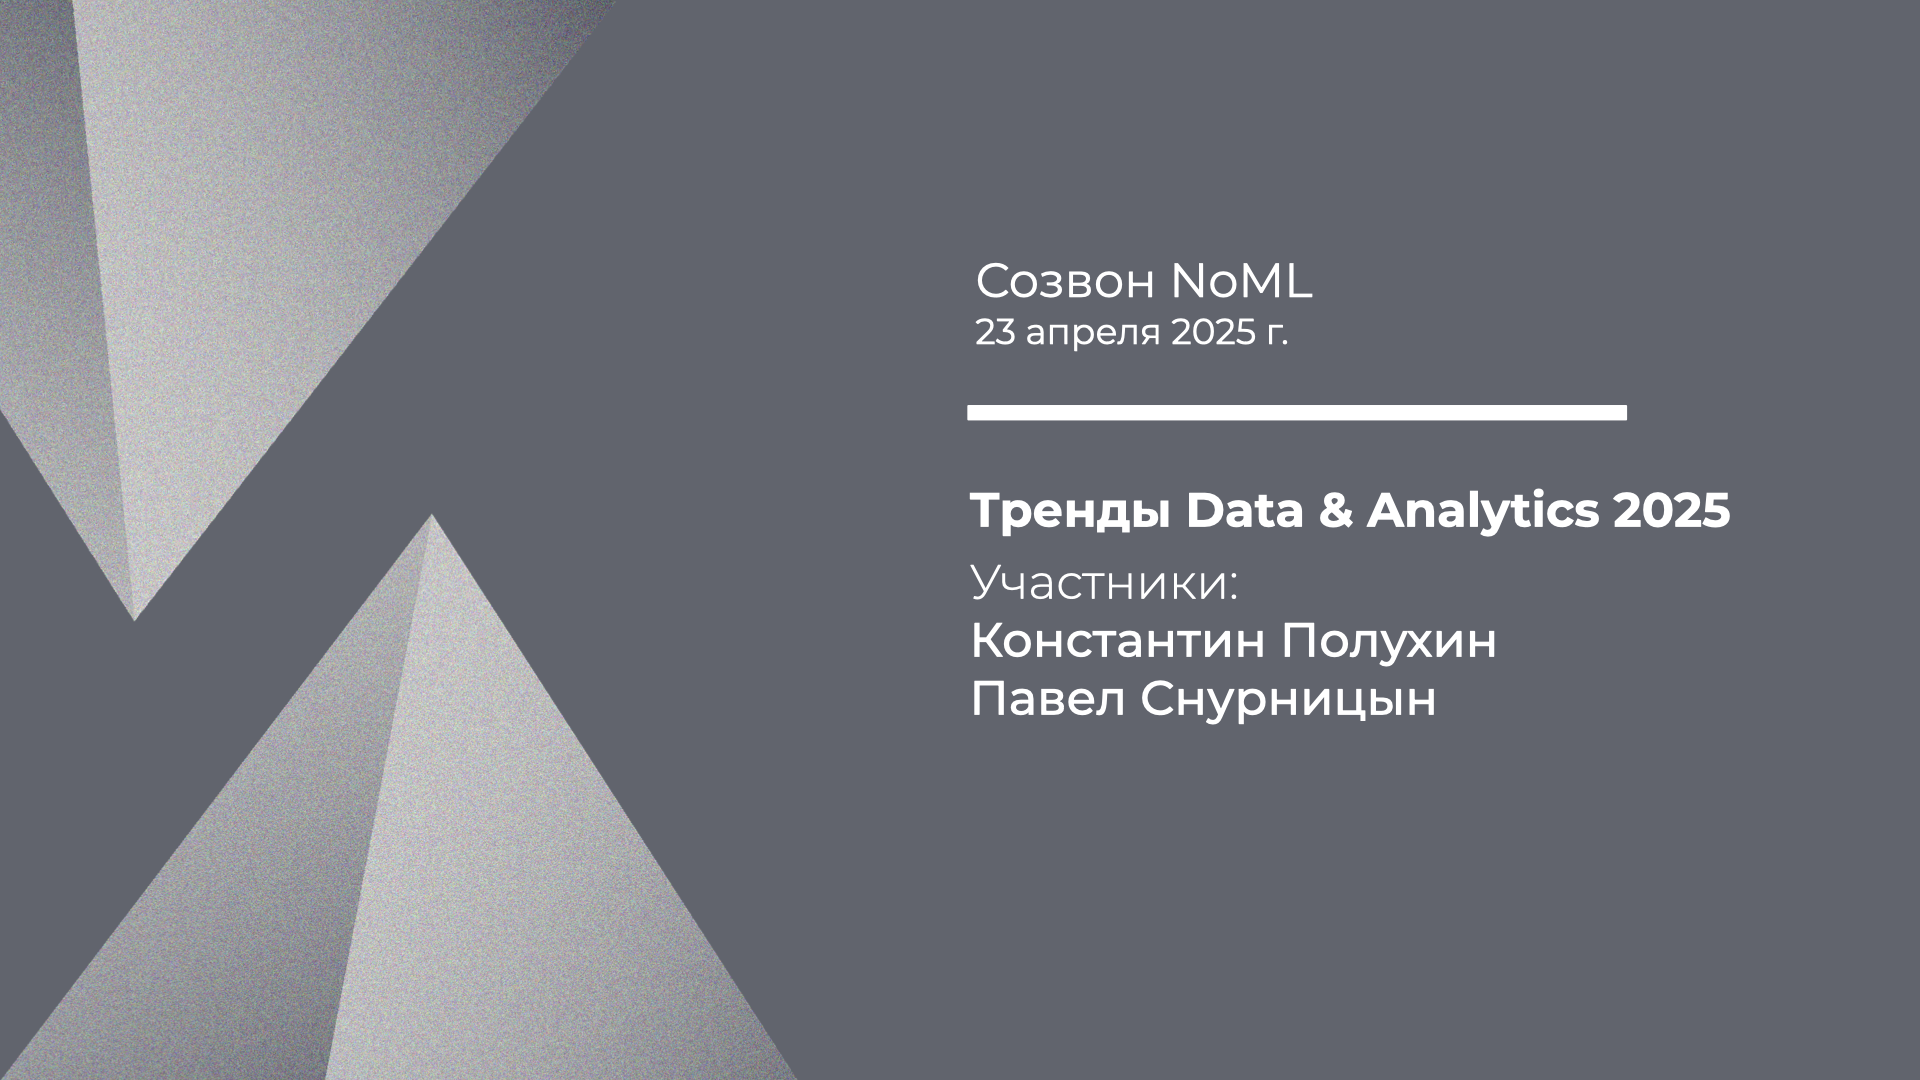 Созвон NoML
23 апреля 2025 г.
Тренды Data & Analytics 2025
Участники:
Константин Полухин
Павел Снурницын